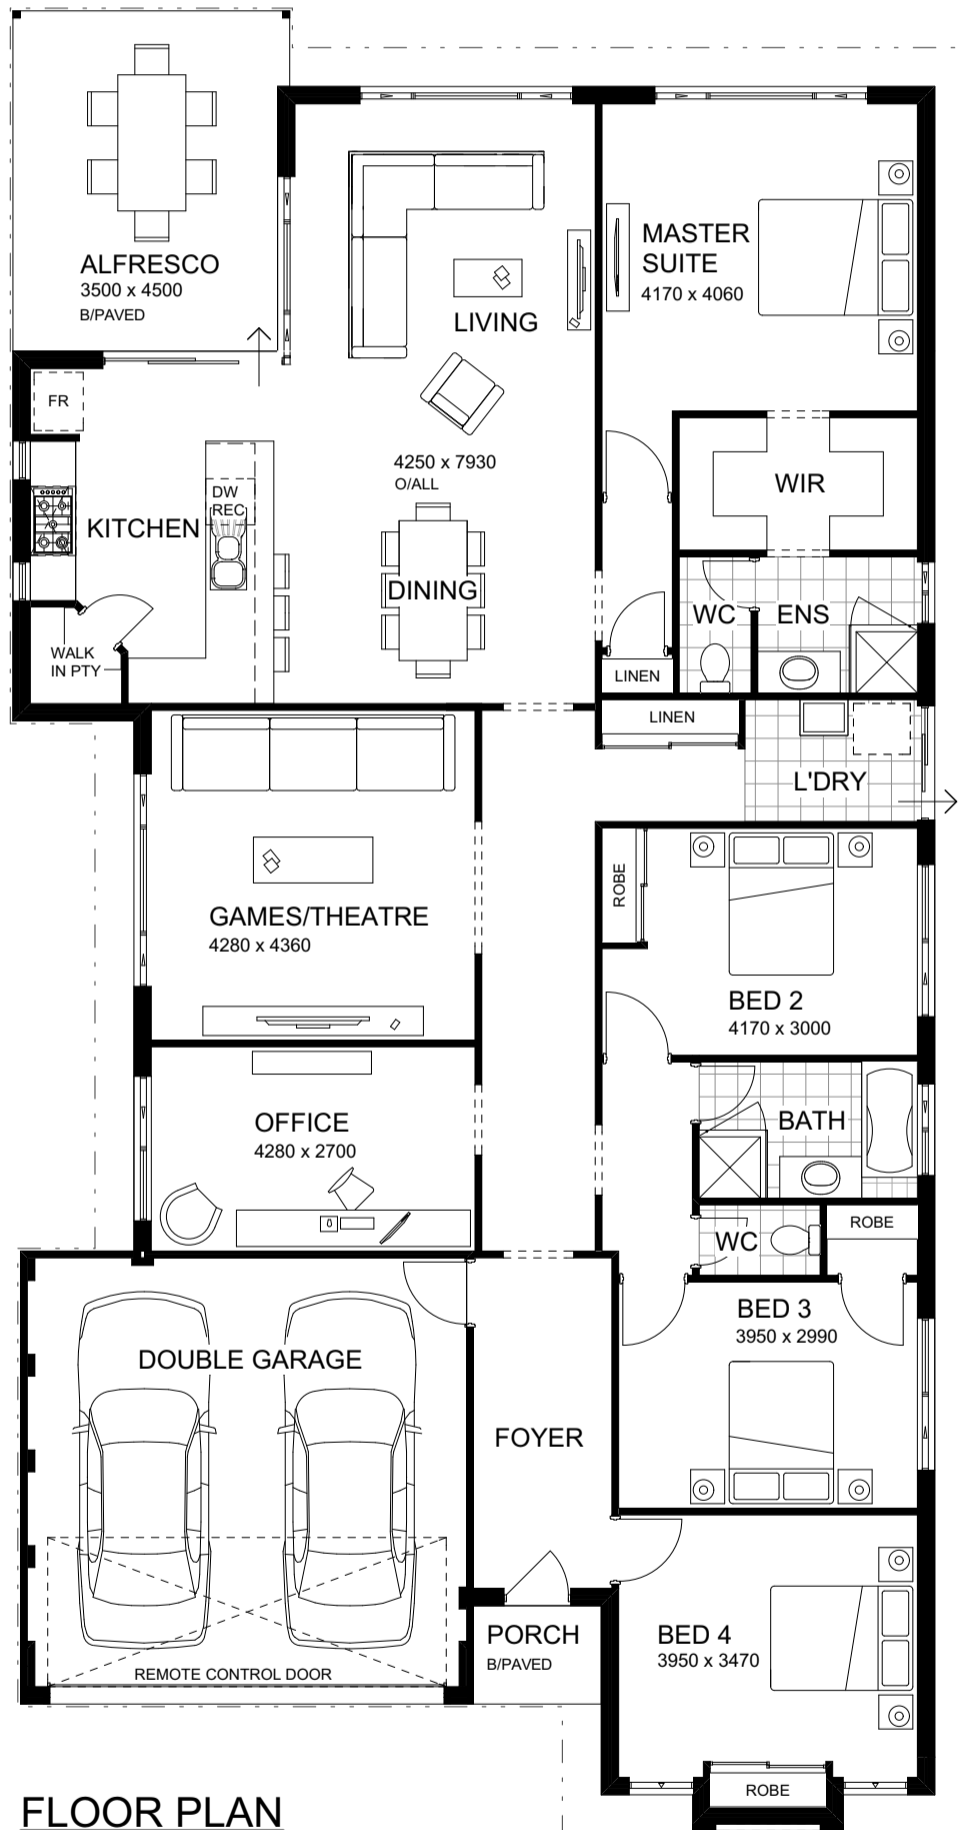 ALFRESCO
3500 x 4500
B/PAVED
LIVING
MASTER
SUITE
4170 x 4060
FR
4250 x 7930
O/ALL
WIR
DW
REC
KITCHEN
DINING
WC
ENS
WALK
IN PTY
LINEN
LINEN
L'DRY
ROBE
GAMES/THEATRE
4280 x 4360
BED 2
4170 x 3000
OFFICE
4280 x 2700
BATH
WC
ROBE
BED 3
3950 x 2990
DOUBLE GARAGE
FOYER
PORCH
B/PAVED
BED 4
3950 x 3470
REMOTE CONTROL DOOR
ROBE
FLOOR PLAN